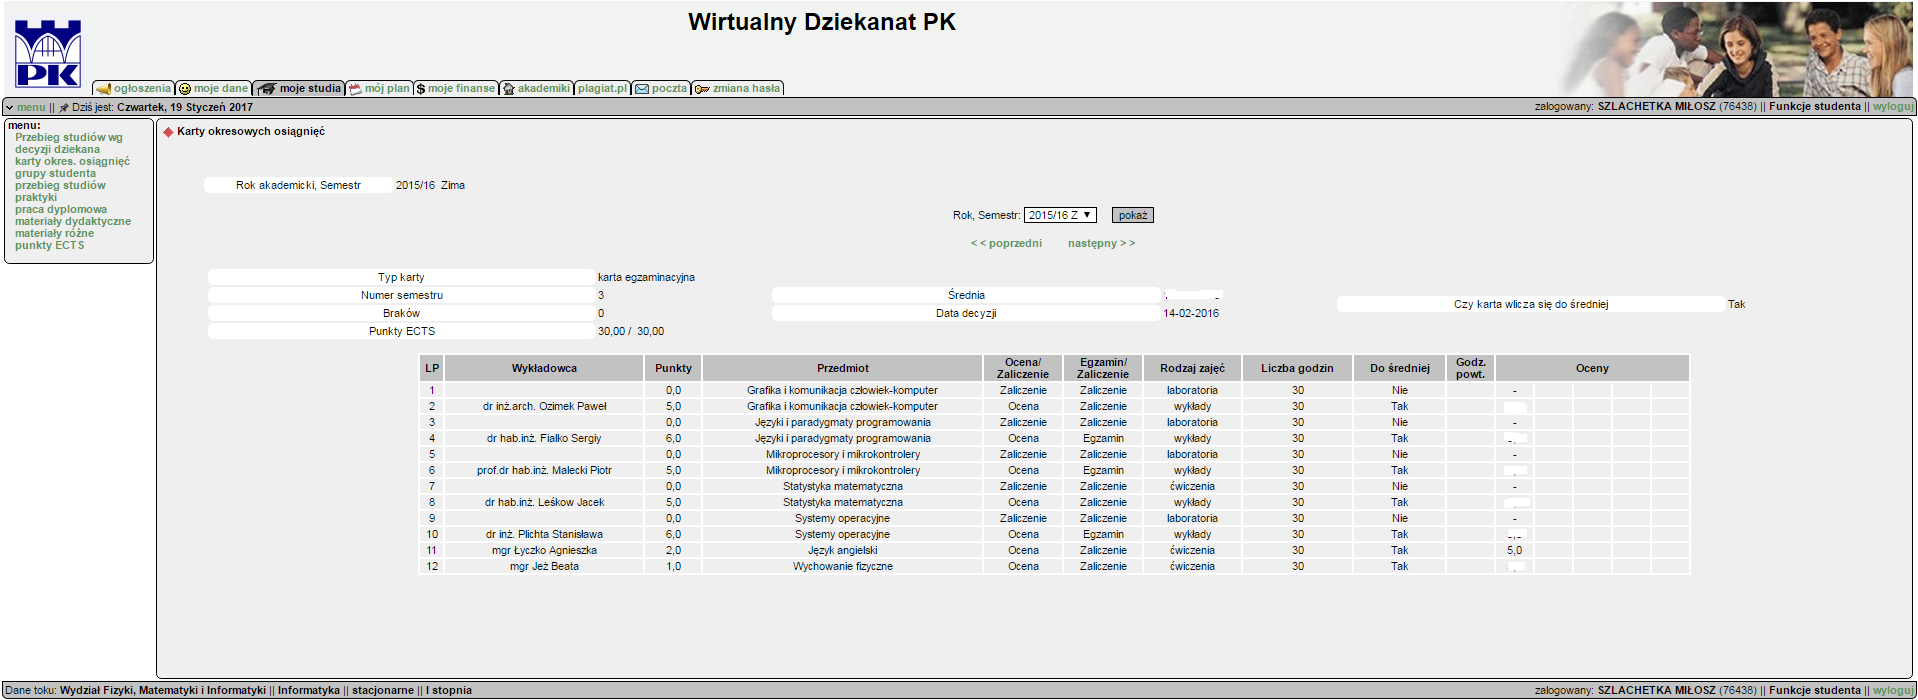 Wirtualny Dziekanat PK
PK
ogłoszenia moje dane moje studia mój plan $ moje finanse akademiki plagiat.pl poczta zmiana hasła
menu || Dziś jest: Czwartek, 19 Styczeń 2017
zalogowany: SZLACHETKA MIŁOSZ (76438) || Funkcje studenta || wyloguj
menu:
Przebieg studiów wg
decyzji dziekana
karty okres. osiągnięć
grupy studenta
przebieg studiów
praktyki
praca dyplomowa
materiały dydaktyczne
materiały różne
punkty ECTS
Karty okresowych osiągnięć
Rok akademicki, Semestr 2015/16 Zima
Rok, Semestr: 2015/16 Z ▼ pokaż
< < poprzedni następny > >
Typ karty karta egzaminacyjna
Numer semestru 3
Braków 0
Punkty ECTS 30,00 / 30,00
Średnia
Data decyzji 14-02-2016
Czy karta wlicza się do średniej Tak
LP Wykładowca Punkty Przedmiot Ocena/ Zaliczenie Egzamin/ Zaliczenie Rodzaj zajęć Liczba godzin Do średniej Godz. powt. Oceny
1 0,0 Grafika i komunikacja człowiek-komputer Zaliczenie Zaliczenie laboratoria 30 Nie -
2 dr inż.arch. Ozimek Paweł 5,0 Grafika i komunikacja człowiek-komputer Ocena Zaliczenie wykłady 30 Tak
3 0,0 Języki i paradygmaty programowania Zaliczenie Zaliczenie laboratoria 30 Nie -
4 dr hab.inż. Fialko Sergiy 6,0 Języki i paradygmaty programowania Ocena Egzamin wykłady 30 Tak
5 0,0 Mikroprocesory i mikrokontrolery Zaliczenie Zaliczenie laboratoria 30 Nie -
6 prof.dr hab.inż. Małecki Piotr 5,0 Mikroprocesory i mikrokontrolery Ocena Egzamin wykłady 30 Tak
7 0,0 Statystyka matematyczna Zaliczenie Zaliczenie ćwiczenia 30 Nie -
8 dr hab.inż. Leśkow Jacek 5,0 Statystyka matematyczna Ocena Zaliczenie wykłady 30 Tak
9 0,0 Systemy operacyjne Zaliczenie Zaliczenie laboratoria 30 Nie -
10 dr inż. Plichta Stanisława 6,0 Systemy operacyjne Ocena Egzamin wykłady 30 Tak
11 mgr Łyczko Agnieszka 2,0 Język angielski Ocena Zaliczenie ćwiczenia 30 Tak 5,0
12 mgr Jeż Beata 1,0 Wychowanie fizyczne Ocena Zaliczenie ćwiczenia 30 Tak
Dane toku: Wydział Fizyki, Matematyki i Informatyki || Informatyka || stacjonarne || I stopnia
zalogowany: SZLACHETKA MIŁOSZ (76438) || Funkcje studenta || wyloguj